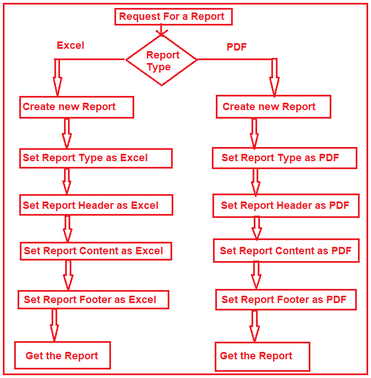 Request For a Report
Excel
PDF
Report
Type
Create new Report
Create new Report
Set Report Type as Excel
Set Report Type as PDF
Set Report Header as Excel
Set Report Header as PDF
Set Report Content as Excel
Set Report Content as PDF
Set Report Footer as Excel
Set Report Footer as PDF
Get the Report
Get the Report